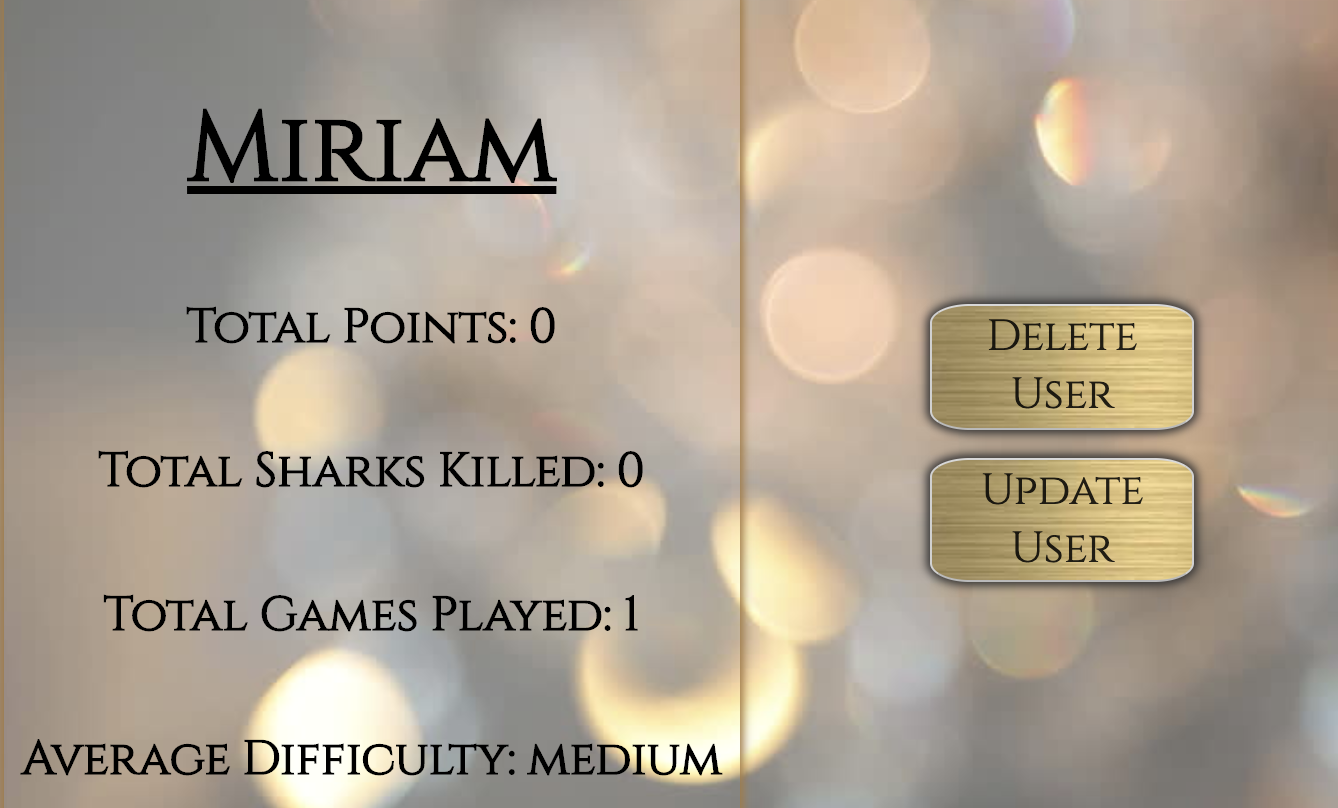 Miriam
Total Points: 0
Total Sharks Killed: 0
Total Games Played: 1
Average Difficulty: medium
Delete
User
Update
User